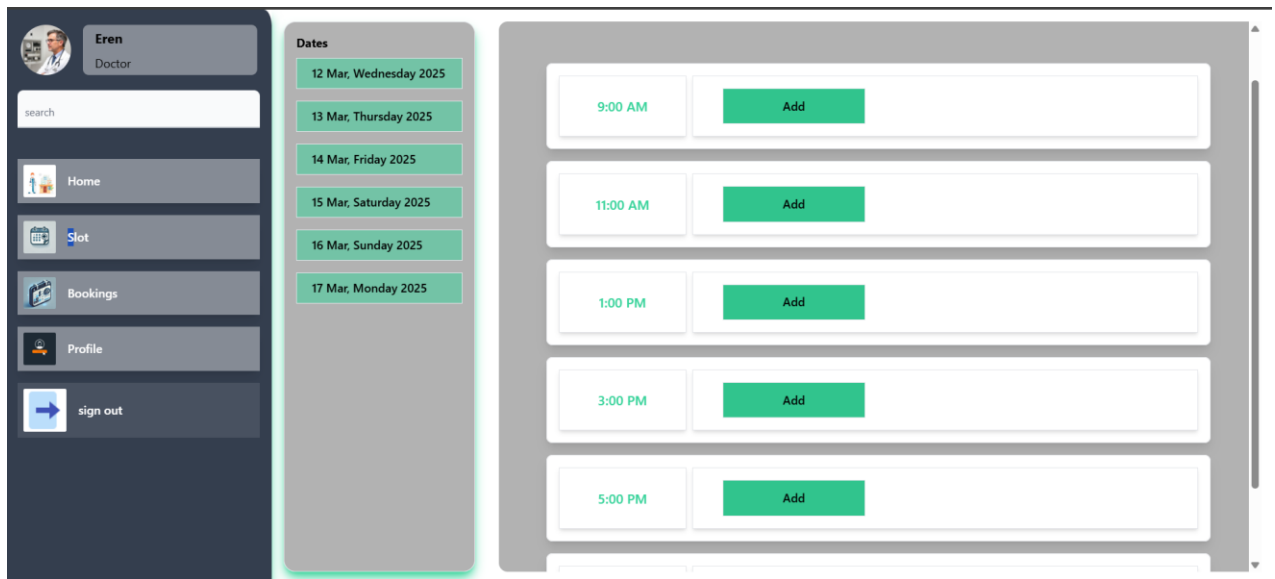 Eren
Doctor
search
Home
Slot
Bookings
Profile
sign out
Dates
12 Mar, Wednesday 2025
13 Mar, Thursday 2025
14 Mar, Friday 2025
15 Mar, Saturday 2025
16 Mar, Sunday 2025
17 Mar, Monday 2025
9:00 AM Add
11:00 AM Add
1:00 PM Add
3:00 PM Add
5:00 PM Add